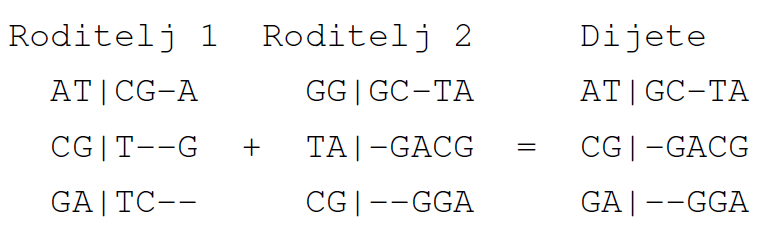 Roditelj 1 Roditelj 2 Dijete
AT|CG-A GG|GC-TA AT|GC-TA
CG|T--G + TA|-GACG = CG|-GACG
GA|TC-- CG|--GGA GA|--GGA